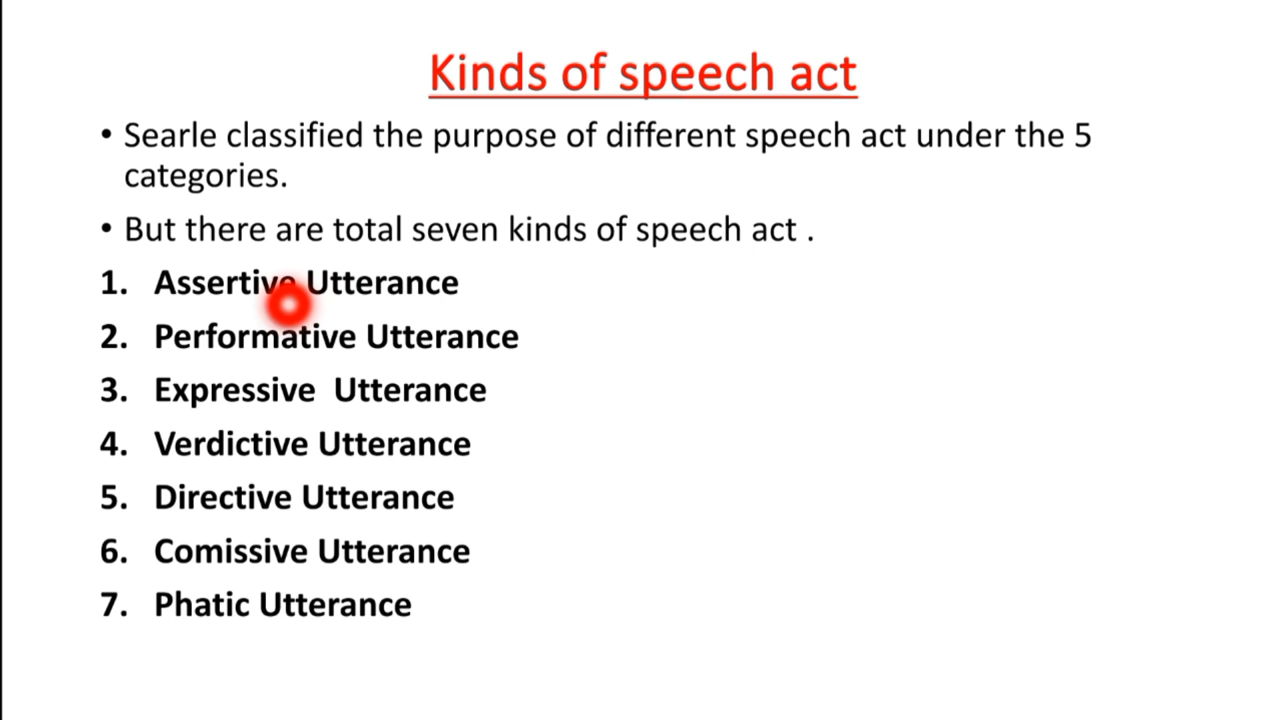 Kinds of speech act
• Searle classified the purpose of different speech act under the 5
categories.
• But there are total seven kinds of speech act .
1. Assertive Utterance
2. Performative Utterance
3. Expressive Utterance
4. Verdictive Utterance
5. Directive Utterance
6. Comissive Utterance
7. Phatic Utterance